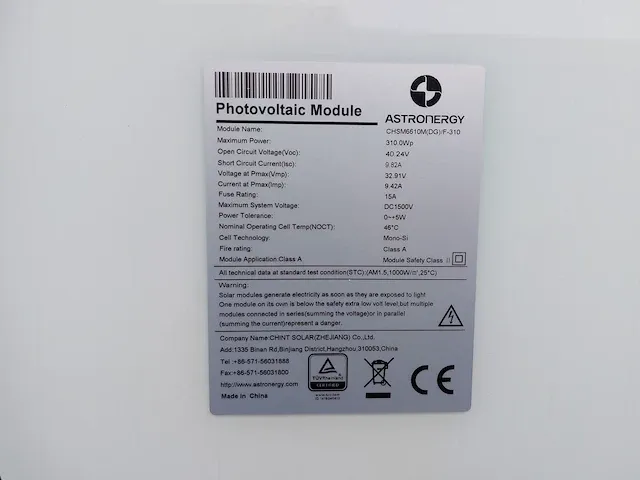 Photovoltaic Module
ASTRONERGY
Module Name: CHSM6610M(DG)/F-310
Maximum Power: 310.0Wp
Open Circuit Voltage(Voc): 40.24V
Short Circuit Current(Isc): 9.82A
Voltage at Pmax(Vmp): 32.91V
Current at Pmax(Imp): 9.42A
Fuse Rating: 15A
Maximum System Voltage: DC1500V
Power Tolerance: 0~+5W
Nominal Operating Cell Temp(NOCT): 46°C
Cell Technology: Mono-Si
Fire rating: Class A
Module Application:Class A Module Safety Class II
All technical data at standard test condition(STC):(AM1.5,1000W/㎡,25°C)
Warning:
Solar modules generate electricity as soon as they are exposed to light
One module on its own is below the safety extra low volt level,but multiple
modules connected in series(summing the voltage)or in parallel
(summing the current)represent a danger.
Company Name:CHINT SOLAR(ZHEJIANG) Co.,Ltd.
Add:1335 Binan Rd,Binjiang District,Hangzhou,310053,China
Tel :+86-571-56031888
Fax:+86-571-56031800
http://www.astronergy.com
Made in China
TÜVRheinland
CERTIFIED
CE